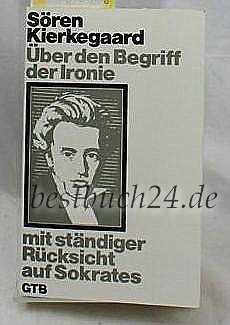 Sören
Kierkegaard
Über den Begriff
der Ironie
bestbuch24.de
mit ständiger
Rücksicht
auf Sokrates
GTB